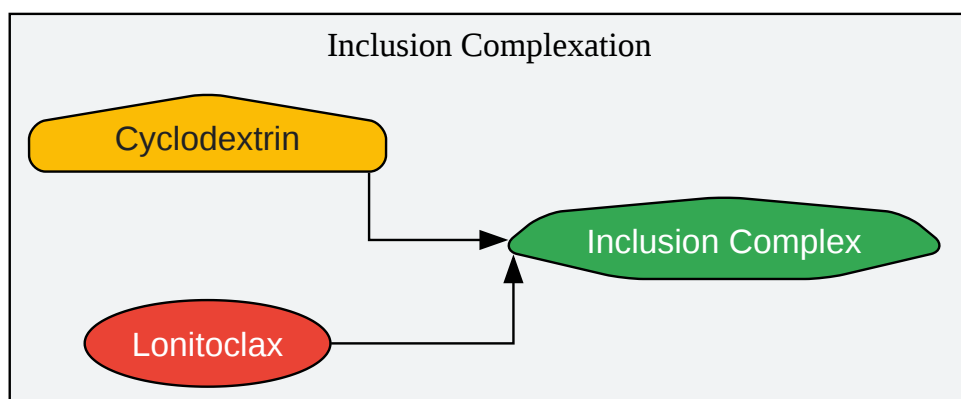 Inclusion Complexation
Cyclodextrin
Inclusion Complex
Lonitoclax